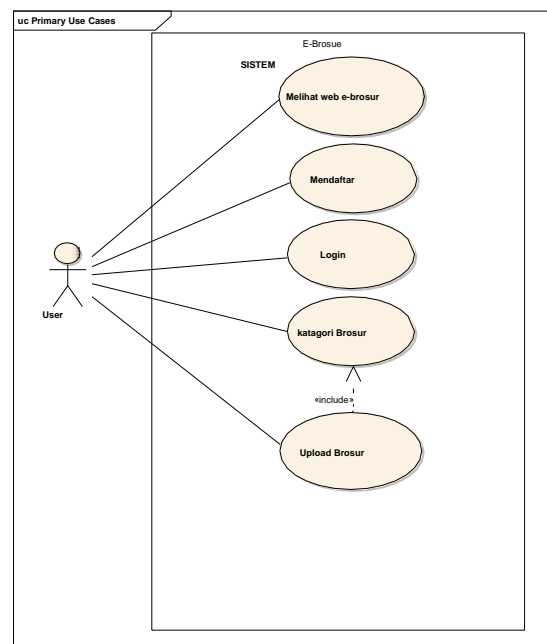 uc Primary Use Cases
E-Brosue
SISTEM
Melihat web e-brosur
Mendaftar
Login
User
katagori Brosur
«include»
Upload Brosur